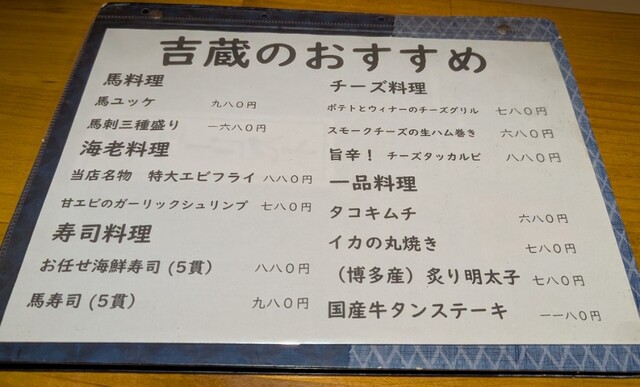 吉蔵のおすすめ
馬料理
馬ユッケ 九八〇円
馬刺三種盛り 一六八〇円
海老料理
当店名物 特大エビフライ 八八〇円
甘エビのガーリックシュリンプ 七八〇円
寿司料理
お任せ海鮮寿司(5貫) 八八〇円
馬寿司(5貫) 九八〇円
チーズ料理
ポテトとウィナーのチーズグリル 七八〇円
スモークチーズの生ハム巻き 六八〇円
旨辛! チーズタッカルビ 八八〇円
一品料理
タコキムチ 六八〇円
イカの丸焼き 七八〇円
(博多産)炙り明太子 七八〇円
国産牛タンステーキ 一一八〇円